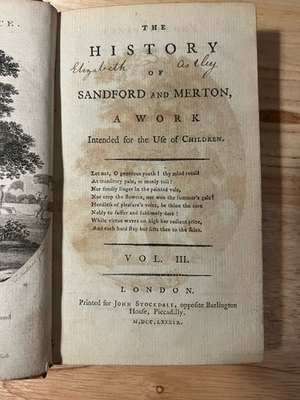 CE.
THE
HISTORY
Elizabeth Astley
OF
SANDFORD AND MERTON,
A WORK
Intended for the Use of CHILDREN.
Let not, O generous youth! thy mind recoil
At transitory pain, or manly toil!
Nor fondly linger in the painted vale,
Nor crop the flowers, nor woo the summer's gale!
Heedless of pleasure's voice, be thine the care
Nobly to suffer and sublimely dare!
While virtue waves on high her radiant prize,
And each hard step but lifts thee to the skies.
VOL. III.
LONDON.
Printed for JOHN STOCKDALE, opposite Burlington
House, Piccadilly,
M,DCC,LXXXIX.